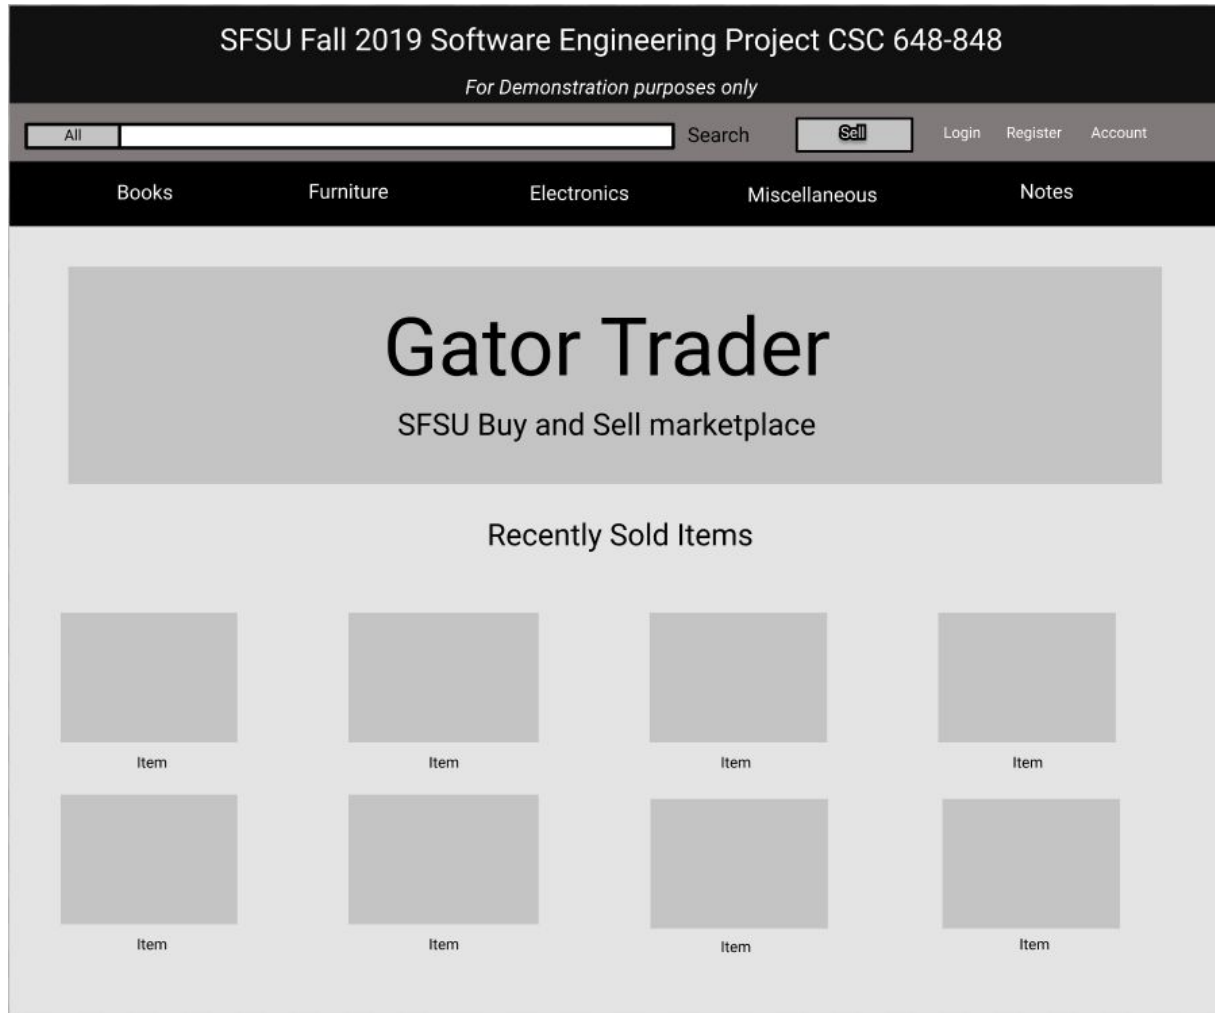 SFSU Fall 2019 Software Engineering Project CSC 648-848
For Demonstration purposes only
All Search Sell Login Register Account
Books Furniture Electronics Miscellaneous Notes
Gator Trader
SFSU Buy and Sell marketplace
Recently Sold Items
Item Item Item Item
Item Item Item Item